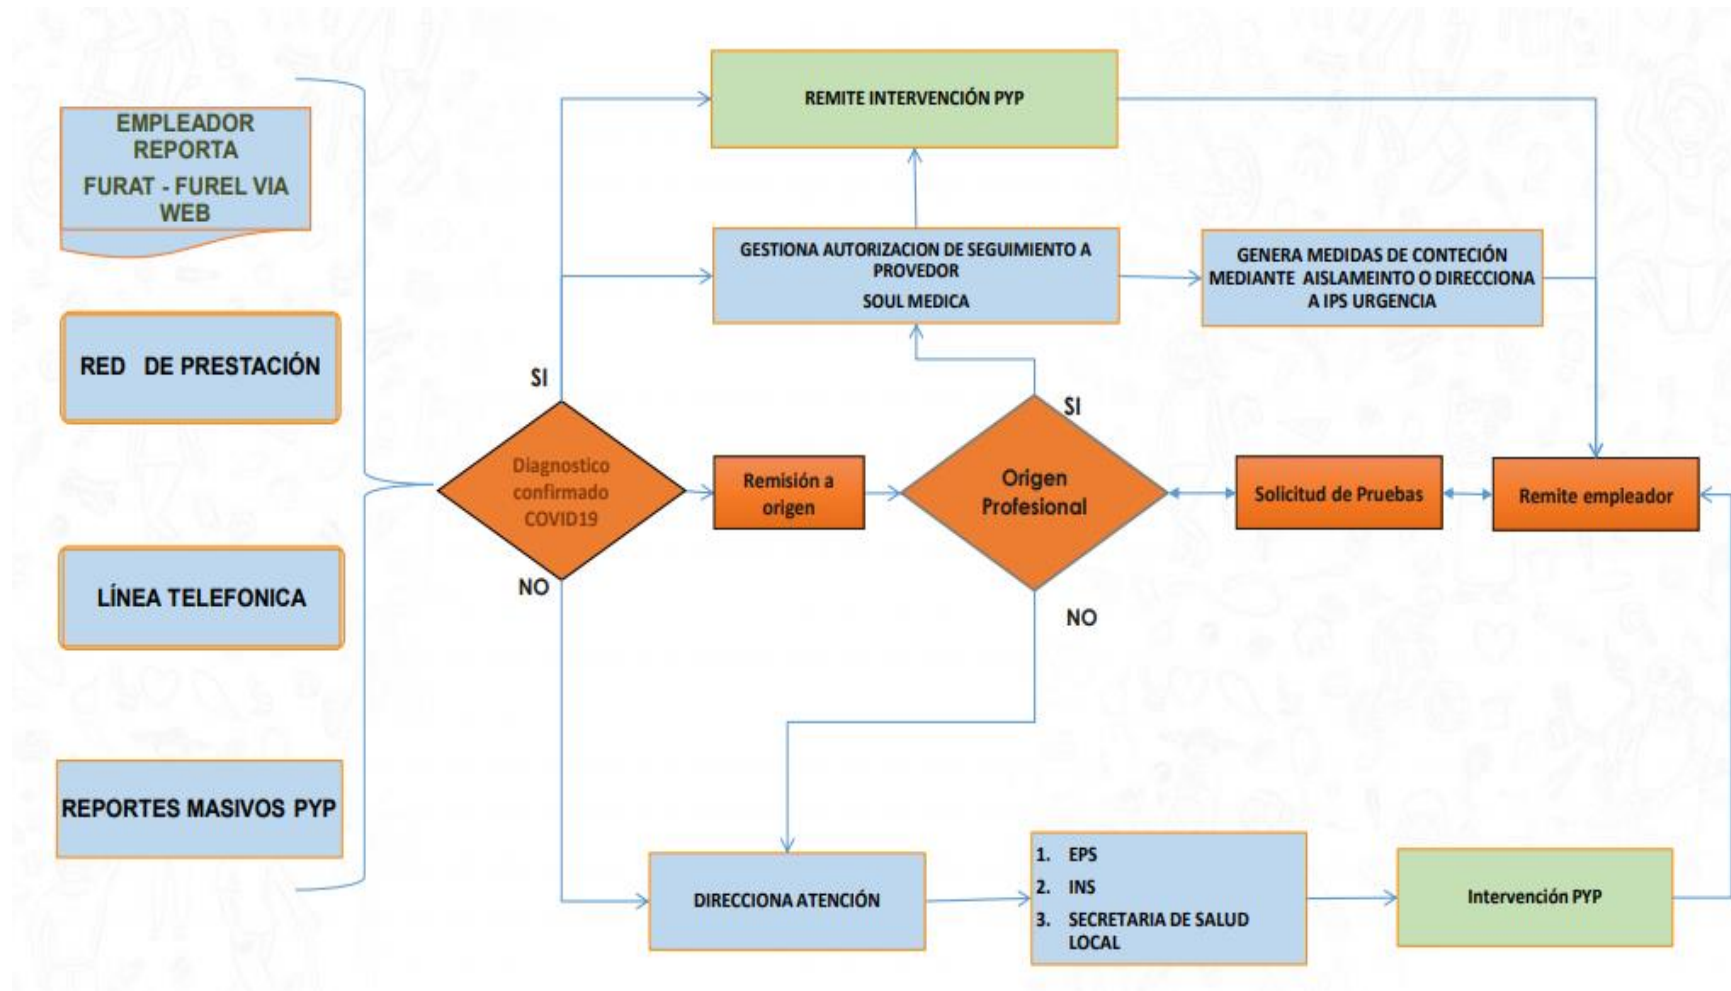 EMPLEADOR
REPORTA
FURAT - FUREL VIA
WEB
RED DE PRESTACIÓN
LÍNEA TELEFONICA
REPORTES MASIVOS PYP
SI
Diagnostico
confirmado
COVID19
NO
REMITE INTERVENCIÓN PYP
GESTIONA AUTORIZACION DE SEGUIMIENTO A
PROVEDOR
SOUL MEDICA
GENERA MEDIDAS DE CONTECIÓN
MEDIANTE AISLAMEINTO O DIRECCIONA
A IPS URGENCIA
Remisión a
origen
SI
Origen
Profesional
NO
Solicitud de Pruebas
Remite empleador
DIRECCIONA ATENCIÓN
1. EPS
2. INS
3. SECRETARIA DE SALUD
LOCAL
Intervención PYP